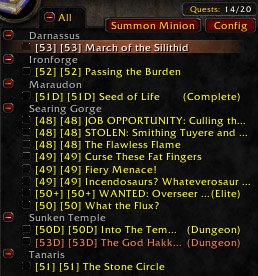 Quests: 14/20
All
Summon Minion
Config
Darnassus
[53] [53] March of the Silithid
Ironforge
[52] [52] Passing the Burden
Maraudon
[51D] [51D] Seed of Life (Complete)
Searing Gorge
[48] [48] JOB OPPORTUNITY: Culling th...
[48] [48] STOLEN: Smithing Tuyere and ...
[48] [48] The Flawless Flame
[49] [49] Curse These Fat Fingers
[49] [49] Fiery Menace!
[49] [49] Incendosaurs? Whateverosaur ...
[50+] [50+] WANTED: Overseer ...(Elite)
[50] [50] What the Flux?
Sunken Temple
[50D] [50D] Into The Tem... (Dungeon)
[53D] [53D] The God Hakk... (Dungeon)
Tanaris
[51] [51] The Stone Circle